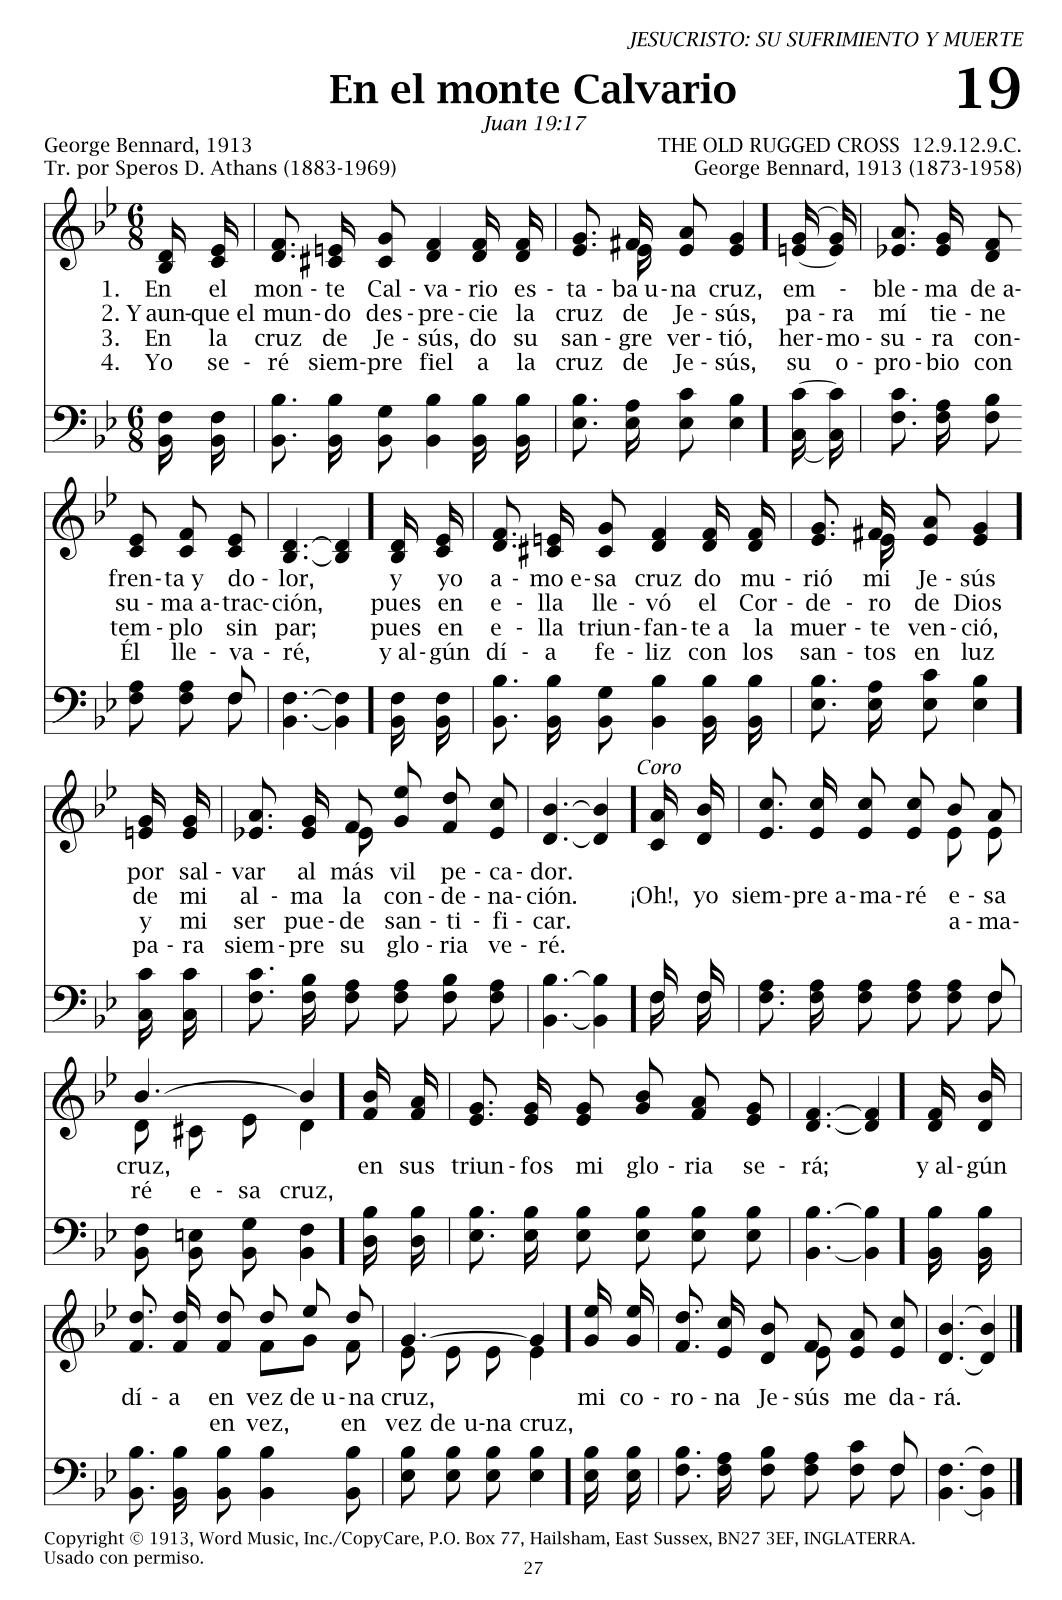 JESUCRISTO: SU SUFRIMIENTO Y MUERTE
En el monte Calvario
19
Juan 19:17
George Bennard, 1913
THE OLD RUGGED CROSS 12.9.12.9.C.
Tr. por Speros D. Athans (1883-1969)
George Bennard, 1913 (1873-1958)
1. En el mon - te Cal - va - rio es - ta - ba u - na cruz, em - ble - ma de a-
2. Y aun-que el mun - do des - pre - cie la cruz de Je - sús, pa - ra mí tie - ne
3. En la cruz de Je - sús, do su san - gre ver - tió, her - mo - su - ra con-
4. Yo se - ré siem - pre fiel a la cruz de Je - sús, su o - pro - bio con
fren - ta y do - lor, y yo a - mo e - sa cruz do mu - rió mi Je - sús
su - ma a - trac - ción, pues en e - lla lle - vó el Cor - de - ro de Dios
tem - plo sin par; pues en e - lla triun - fan - te a la muer - te ven - ció,
Él lle - va - ré, y al - gún dí - a fe - liz con los san - tos en luz
Coro
por sal - var al más vil pe - ca - dor.
de mi al - ma la con - de - na - ción. ¡Oh!, yo siem - pre a - ma - ré e - sa
y mi ser pue - de san - ti - fi - car. a - ma-
pa - ra siem - pre su glo - ria ve - ré.
cruz, en sus triun - fos mi glo - ria se - rá; y al - gún
ré e - sa cruz,
dí - a en vez de u - na cruz, mi co - ro - na Je - sús me da - rá.
en vez, en vez de u-na cruz,
Copyright © 1913, Word Music, Inc./CopyCare, P.O. Box 77, Hailsham, East Sussex, BN27 3EF, INGLATERRA.
Usado con permiso.
27